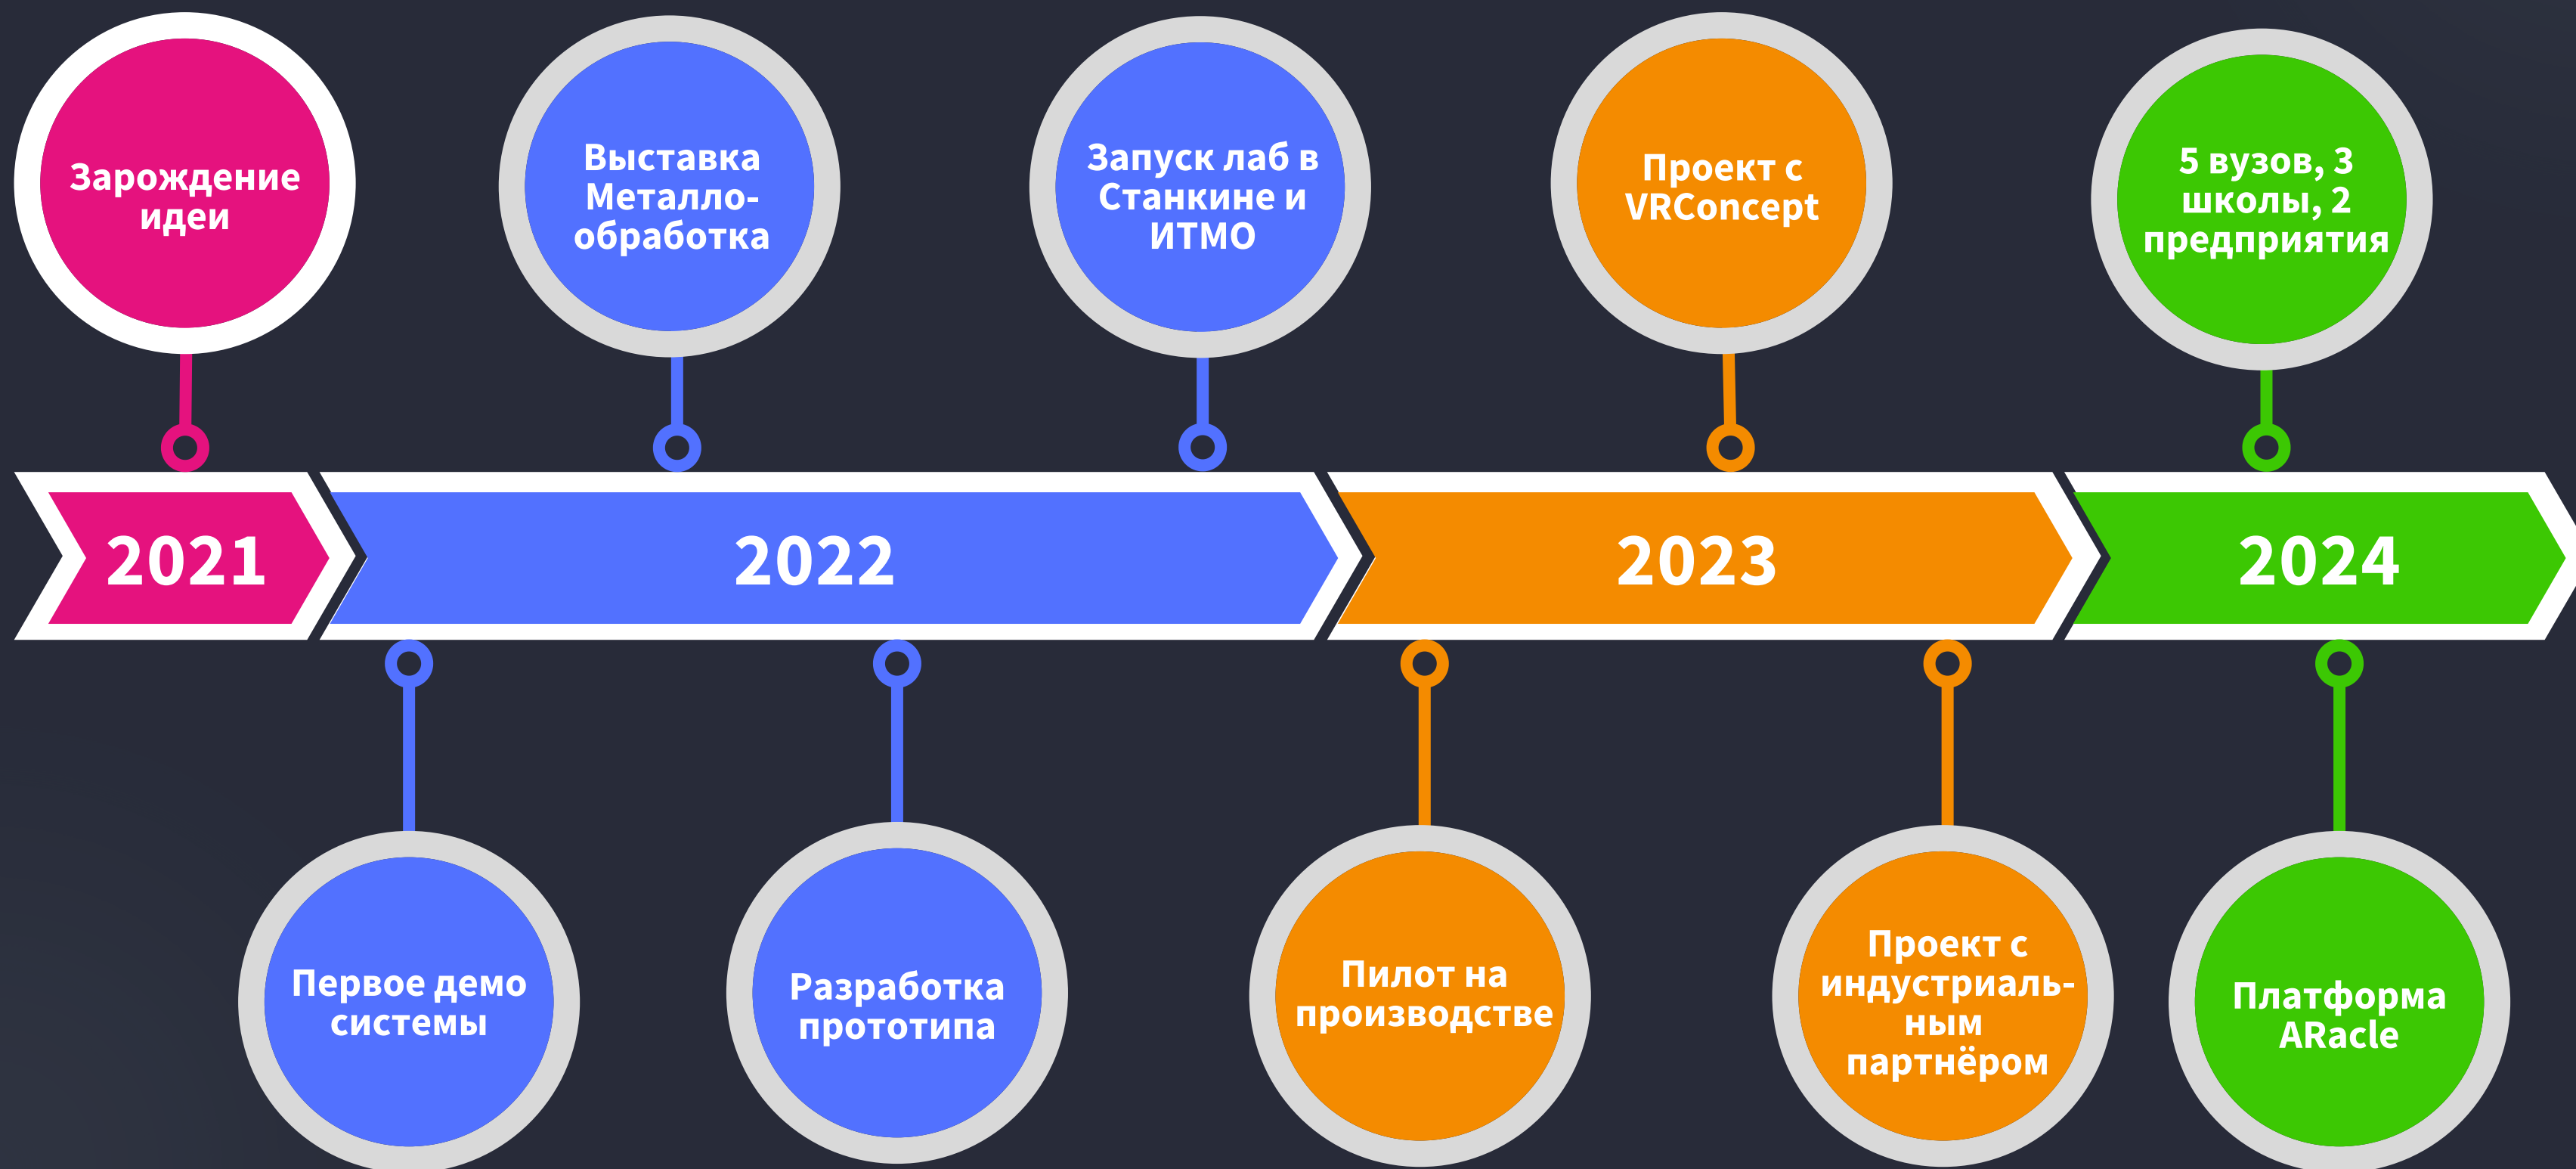 Зарождение
идеи
Выставка
Металло-
обработка
Запуск лаб в
Станкине и
ИТМО
Проект с
VRConcept
5 вузов, 3
школы, 2
предприятия
2021
2022
2023
2024
Первое демо
системы
Разработка
прототипа
Пилот на
производстве
Проект с
индустриаль-
ным
партнёром
Платформа
ARacle